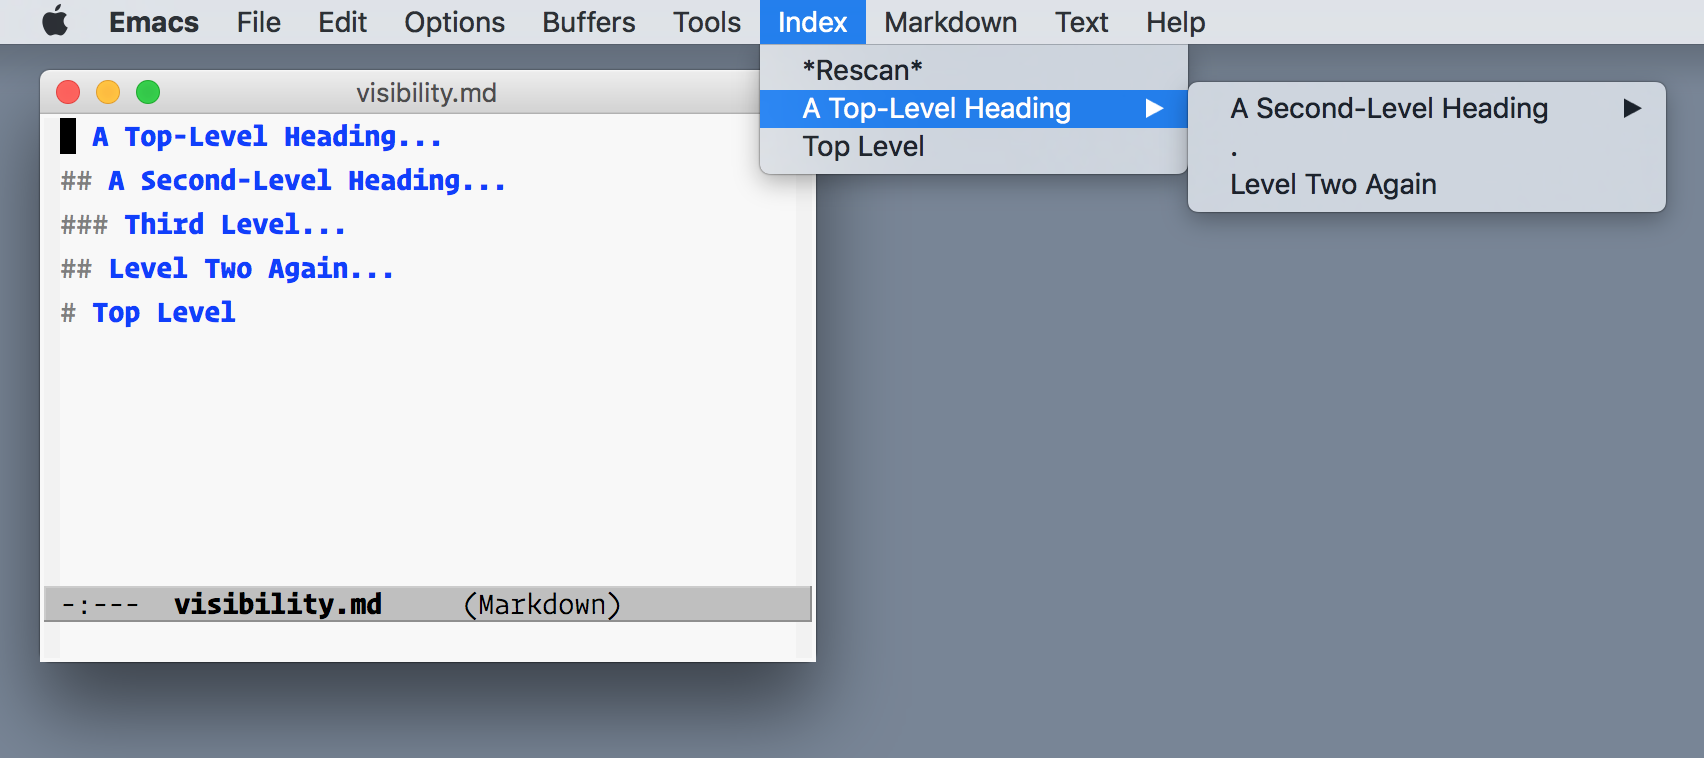 Emacs File Edit Options Buffers Tools Index Markdown Text Help
*Rescan*
A Top-Level Heading ▶
Top Level
A Second-Level Heading ▶
.
Level Two Again
visibility.md
A Top-Level Heading...
## A Second-Level Heading...
### Third Level...
## Level Two Again...
# Top Level
-:--- visibility.md (Markdown)